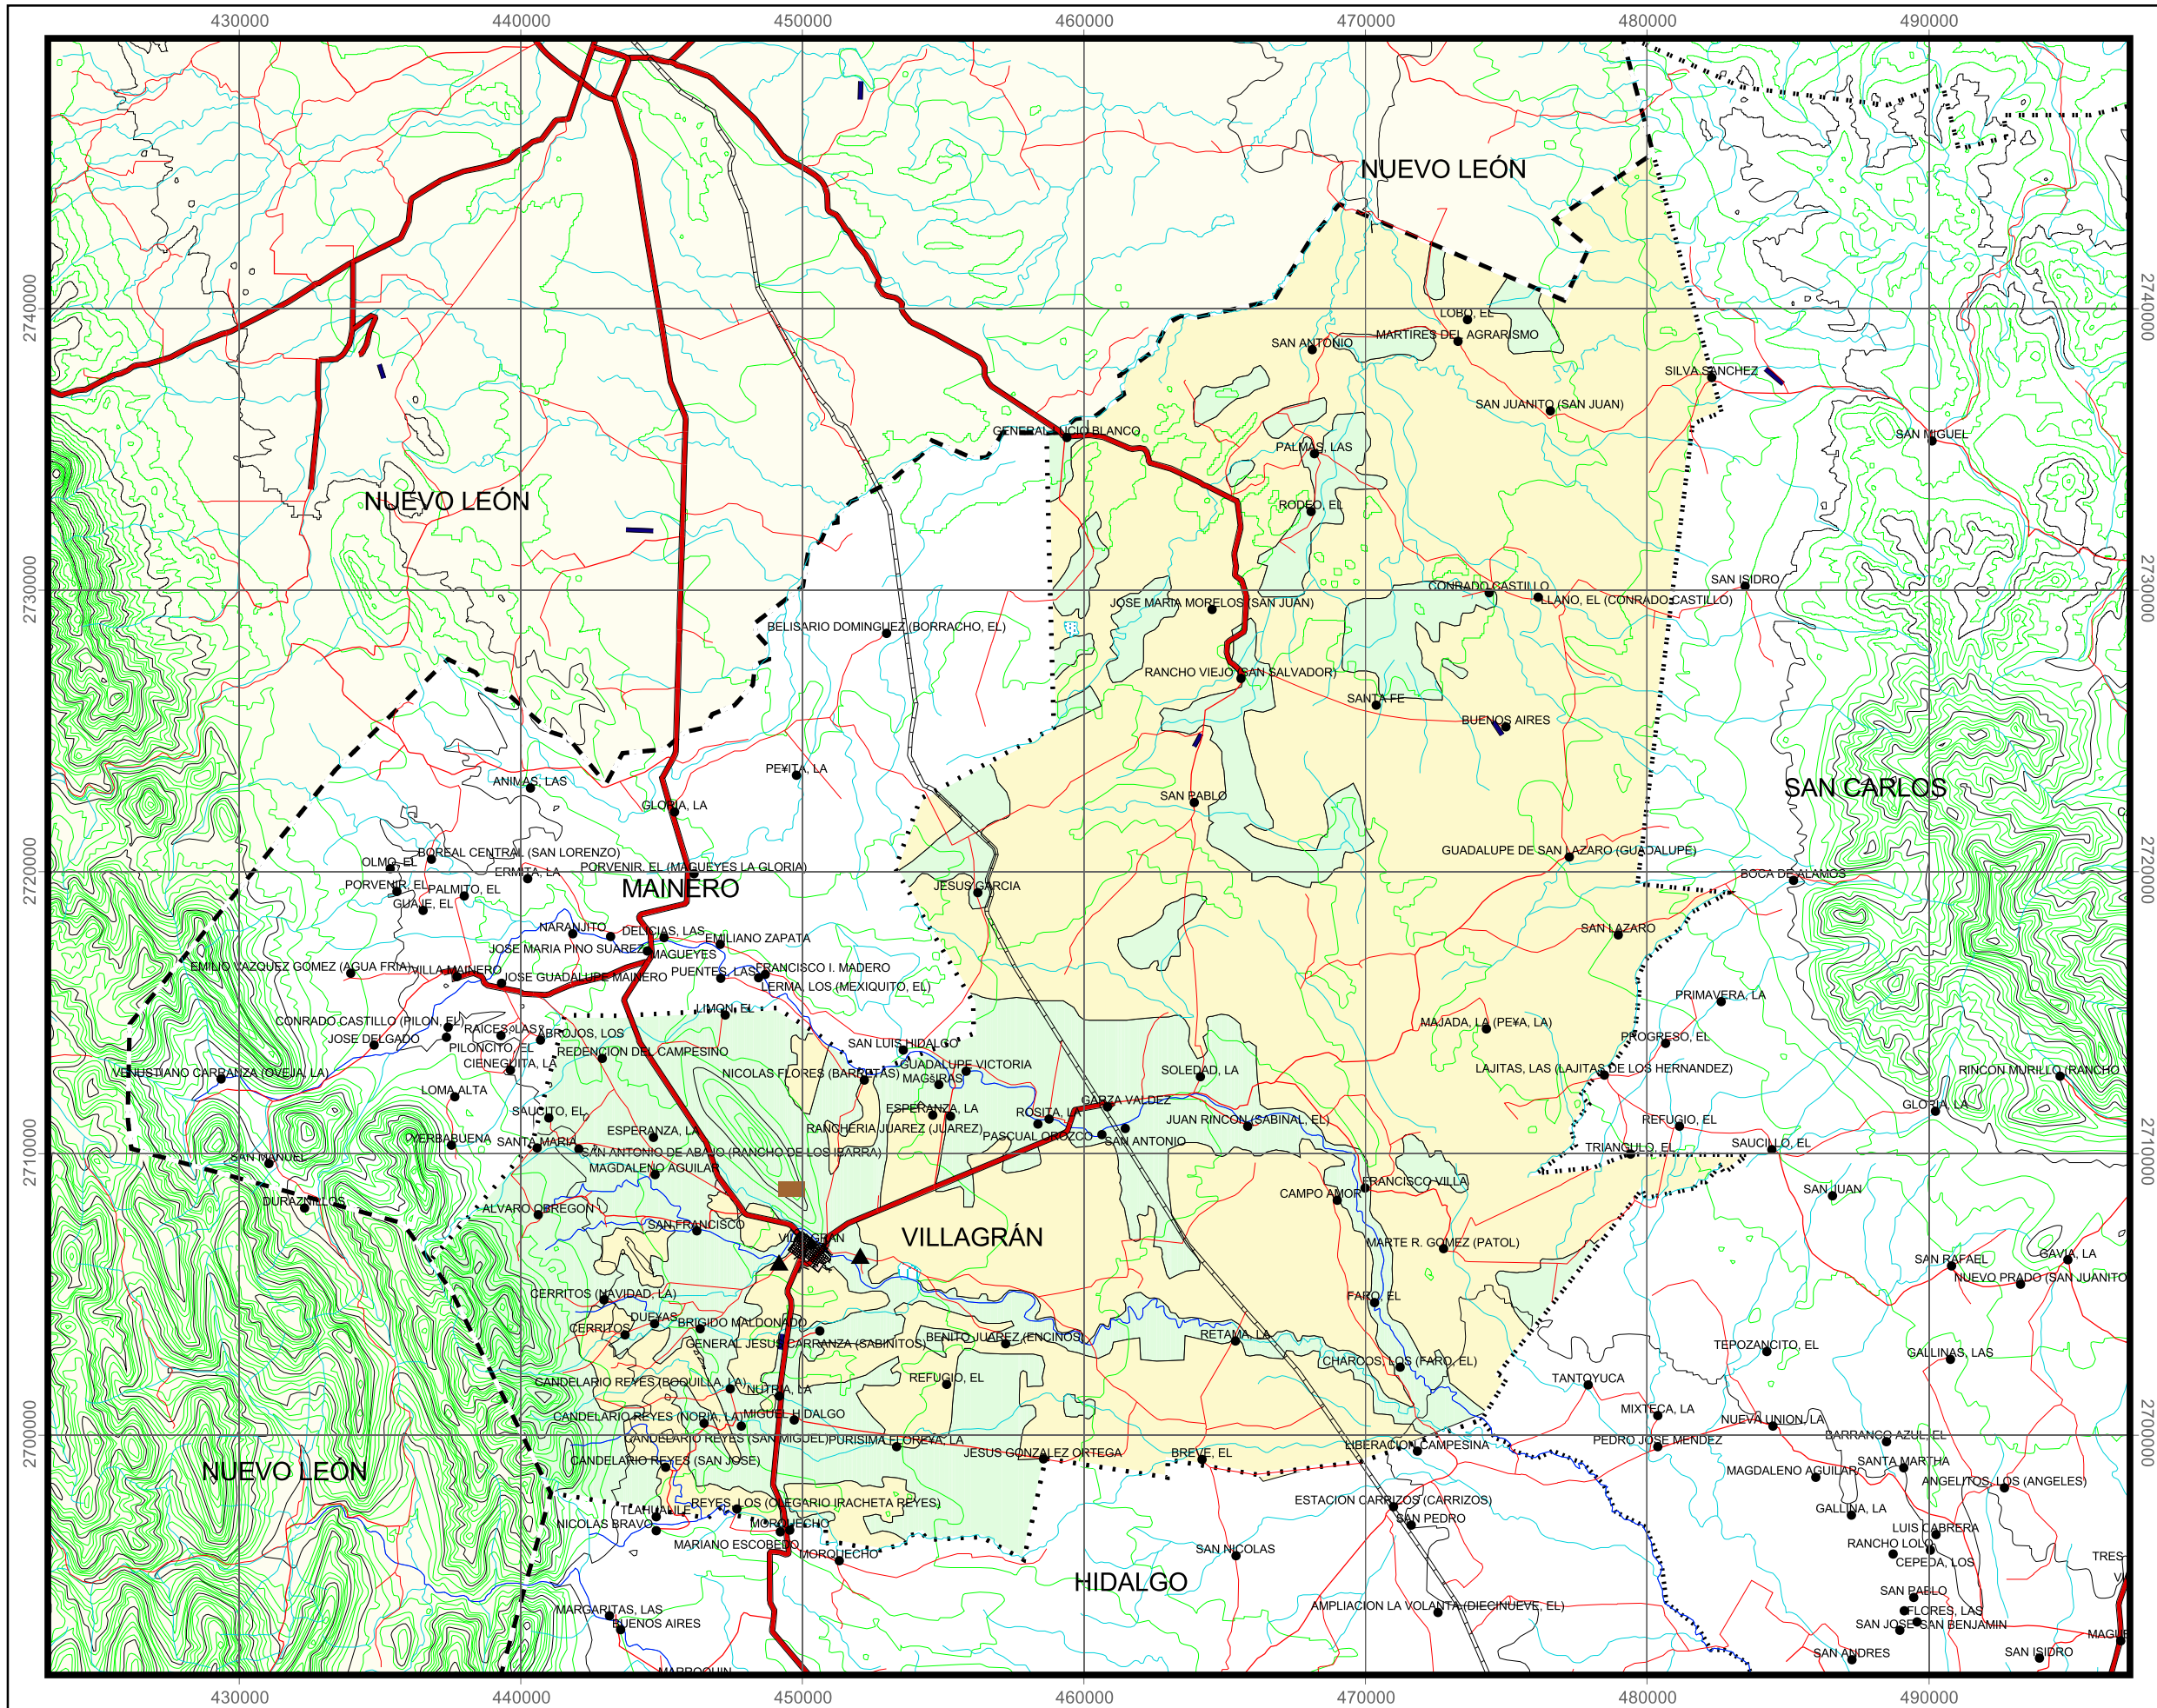 430000 440000 450000 460000 470000 480000 490000
NUEVO LEÓN
2740000
2740000
LOBO, EL
MARTIRES DEL AGRARISMO
SAN ANTONIO
SILVA SANCHEZ
SAN JUANITO (SAN JUAN)
GENERAL LUCIO BLANCO
SAN MIGUEL
PALMAS, LAS
NUEVO LEÓN
RODEO, EL
2730000
2730000
SAN ISIDRO
CONRADO CASTILLO
LLANO, EL (CONRADO CASTILLO)
JOSE MARIA MORELOS (SAN JUAN)
BELISARIO DOMINGUEZ (BORRACHO, EL)
RANCHO VIEJO (SAN SALVADOR)
SANTA FE
BUENOS AIRES
PE¥ITA, LA
ANIMAS, LAS
SAN CARLOS
SAN PABLO
GLORIA, LA
2720000
2720000
BOREAL CENTRAL (SAN LORENZO)
GUADALUPE DE SAN LAZARO (GUADALUPE)
OLMO, EL
ERMITA, LA
PORVENIR. EL (MAGUEYES LA GLORIA)
BOCA DE ALAMOS
PORVENIR, EL
PALMITO, EL
MAINERO
JESUS GARCIA
GUAJE, EL
NARANJITO
DELICIAS, LAS
EMILIANO ZAPATA
SAN LAZARO
JOSE MARIA PINO SUAREZ
MAGUEYES
EMILIO VAZQUEZ GOMEZ (AGUA FRIA)
VILLA MAINERO
JOSE GUADALUPE MAINERO
PUENTES, LAS
FRANCISCO I. MADERO
LERMA, LOS (MEXIQUITO, EL)
PRIMAVERA, LA
LIMON, EL
CONRADO CASTILLO (PILON, EL)
RAICES, LAS
ABROJOS, LOS
MAJADA, LA (PE¥A, LA)
JOSE DELGADO
PILONCITO, EL
REDENCION DEL CAMPESINO
SAN LUIS HIDALGO
PROGRESO, EL
CIENEGUITA, LA
GUADALUPE VICTORIA
VENUSTIANO CARRANZA (OVEJA, LA)
NICOLAS FLORES (BARRETAS)
SOLEDAD, LA
LAJITAS, LAS (LAJITAS DE LOS HERNANDEZ)
RINCON MURILLO (RANCHO V
LOMA ALTA
SAUCITO, EL
ESPERANZA, LA
ROSITA, LA
GARZA VALDEZ
GLORIA, LA
JUAN RINCON (SABINAL, EL)
REFUGIO, EL
ESPERANZA, LA
RANCHERIA JUAREZ (JUAREZ)
PASCUAL OROZCO
SAN ANTONIO
YERBABUENA
SANTA MARIA
TRIANGULO, EL
SAUCILLO, EL
2710000
2710000
SAN ANTONIO DE ABAJO (RANCHO DE LOS IBARRA)
SAN MANUEL
MAGDALENO AGUILAR
FRANCISCO VILLA
CAMPO AMOR
SAN JUAN
DURAZNILLOS
ALVARO OBREGON
SAN FRANCISCO
VILLAGRAN
VILLAGRÁN
MARTE R. GOMEZ (PATOL)
SAN RAFAEL
GAVIA, LA
NUEVO PRADO (SAN JUANITO
CERRITOS (NAVIDAD, LA)
FARO, EL
CERRITOS
BRIGIDO MALDONADO
GENERAL JESUS CARRANZA (SABINITOS)
BENITO JUAREZ (ENCINOS)
RETAMA, LA
TEPOZANCITO, EL
GALLINAS, LAS
CHARCOS, LOS (FARO, EL)
REFUGIO, EL
TANTOYUCA
CANDELARIO REYES (BOQUILLA, LA)
NUTRIA, LA
MIXTECA, LA
CANDELARIO REYES (NORIA, LA)
MIGUEL HIDALGO
NUEVA UNION, LA
2700000
2700000
CANDELARIO REYES (SAN MIGUEL)
PURISIMA FLOREYA, LA
LIBERACION CAMPESINA
PEDRO JOSE MENDEZ
BARRANCO AZUL, EL
CANDELARIO REYES (SAN JOSE)
JESUS GONZALEZ ORTEGA
BREVE, EL
NUEVO LEÓN
SANTA MARTHA
MAGDALENO AGUILAR
ANGELITOS, LOS (ANGELES)
REYES, LOS (OLEGARIO IRACHETA REYES)
ESTACION CARRIZOS (CARRIZOS)
GALLINA, LA
NICOLAS BRAVO
MORQUECHO
SAN PEDRO
LUIS CABRERA
MARIANO ESCOBEDO
MORQUECHO
SAN NICOLAS
RANCHO LOLO
CEPEDA, LOS
TRES
HIDALGO
SAN PABLO
MARGARITAS, LAS
AMPLIACION LA VOLANTA (DIECINUEVE, EL)
FLORES, LAS
BUENOS AIRES
SAN JOSE
SAN BENJAMIN
SAN ANDRES
SAN ISIDRO
430000 440000 450000 460000 470000 480000 490000